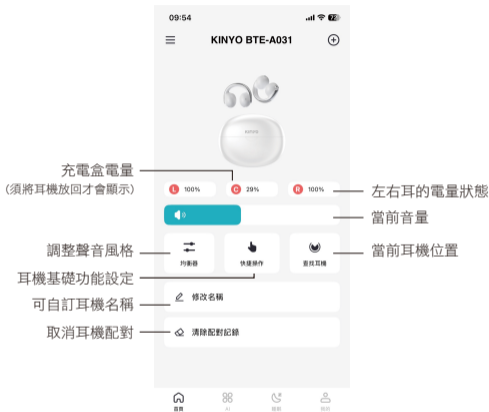 09:54
72
KINYO BTE-A031
KINYO
充電盒電量
(須將耳機放回才會顯示)
L 100%
C 29%
R 100%
左右耳的電量狀態
當前音量
調整聲音風格
均衡器
快捷操作
查找耳機
當前耳機位置
耳機基礎功能設定
可自訂耳機名稱
修改名稱
取消耳機配對
清除配對記錄
首頁
AI